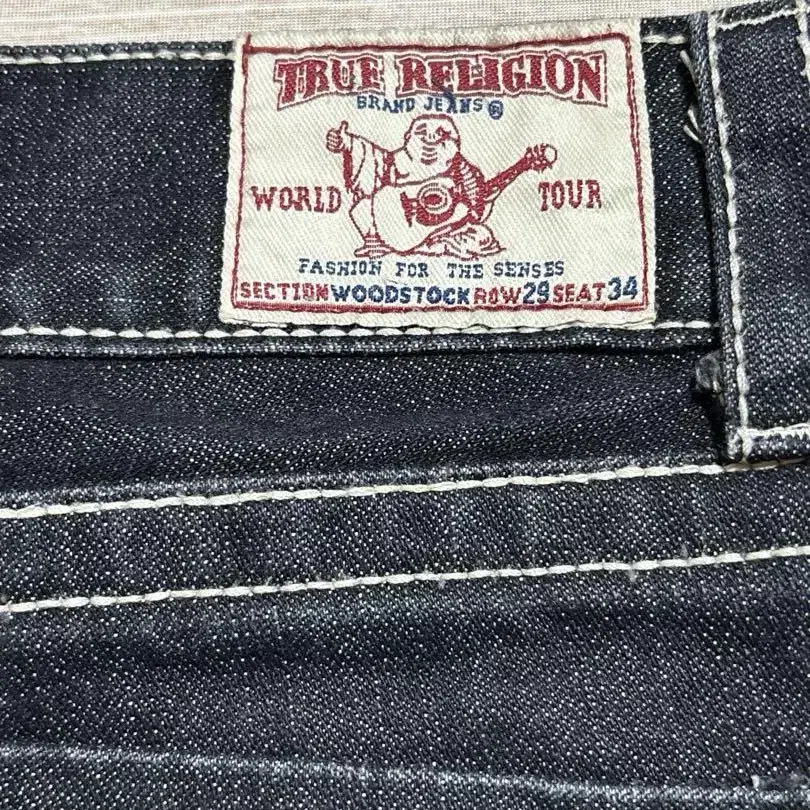 TRUE RELIGION
BRAND JEANS®
WORLD TOUR
FASHION FOR THE SENSES
SECTION WOODSTOCK ROW 29 SEAT 34